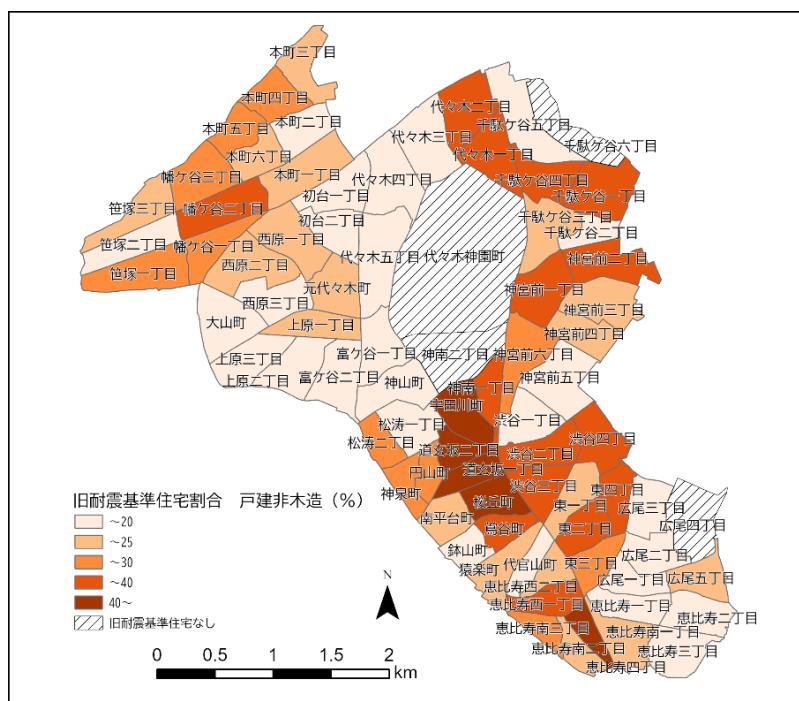 本町三丁目
本町四丁目
本町二丁目
本町五丁目
本町六丁目
幡ケ谷三丁目
本町一丁目
笹塚三丁目
幡ケ谷二丁目
初台一丁目
初台二丁目
笹塚二丁目
幡ケ谷一丁目
西原一丁目
笹塚一丁目
西原二丁目
元代々木町
西原三丁目
大山町
上原一丁目
上原三丁目
上原二丁目
富ケ谷一丁目
富ケ谷二丁目
代々木二丁目
代々木三丁目
代々木一丁目
代々木四丁目
代々木五丁目
代々木神園町
千駄ケ谷五丁目
千駄ケ谷六丁目
千駄ケ谷四丁目
千駄ケ谷一丁目
千駄ケ谷三丁目
千駄ケ谷二丁目
神宮前二丁目
神宮前一丁目
神宮前三丁目
神宮前四丁目
神宮前六丁目
神宮前五丁目
神南二丁目
神南一丁目
神山町
宇田川町
松涛一丁目
松涛二丁目
渋谷一丁目
道玄坂二丁目
渋谷二丁目
渋谷四丁目
円山町
道玄坂一丁目
神泉町
渋谷三丁目
桜丘町
南平台町
鶯谷町
東一丁目
東四丁目
東二丁目
広尾三丁目
広尾四丁目
鉢山町
猿楽町
代官山町
東三丁目
広尾二丁目
広尾一丁目
広尾五丁目
恵比寿西二丁目
恵比寿西一丁目
恵比寿一丁目
恵比寿二丁目
恵比寿南三丁目
恵比寿南一丁目
恵比寿南二丁目
恵比寿三丁目
恵比寿四丁目
旧耐震基準住宅割合 戸建非木造（%）
～20
～25
～30
～40
40～
旧耐震基準住宅なし
N
0 0.5 1 1.5 2
km